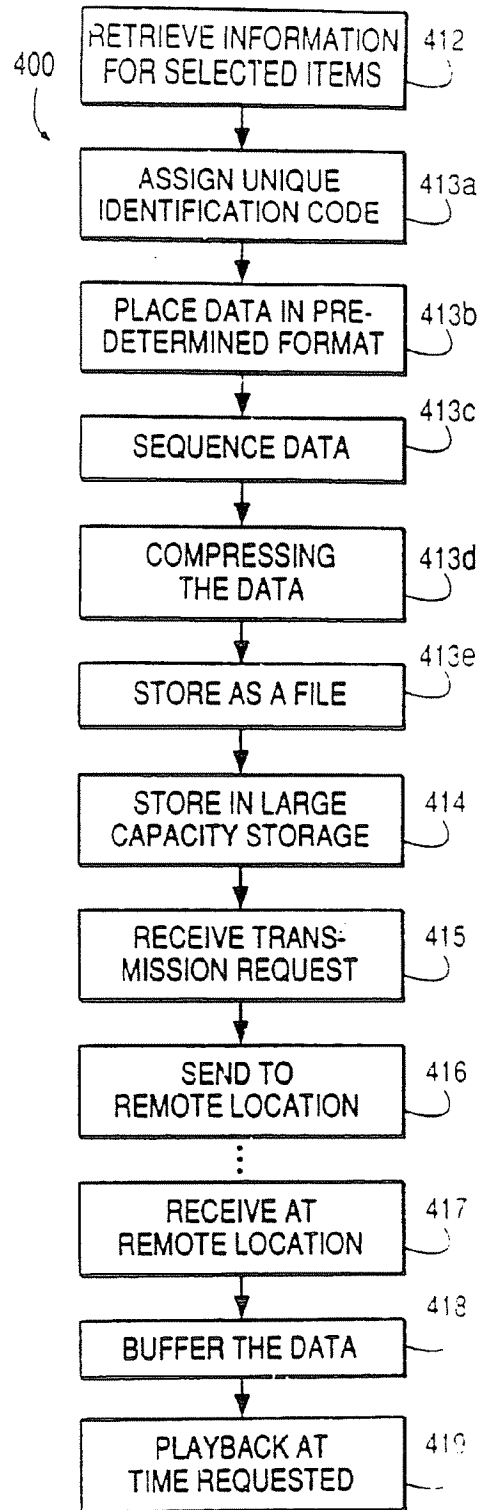 400
RETRIEVE INFORMATION
FOR SELECTED ITEMS
412
ASSIGN UNIQUE
IDENTIFICATION CODE
413a
PLACE DATA IN PRE-
DETERMINED FORMAT
413b
SEQUENCE DATA
413c
COMPRESSING
THE DATA
413d
STORE AS A FILE
413e
STORE IN LARGE
CAPACITY STORAGE
414
RECEIVE TRANS-
MISSION REQUEST
415
SEND TO
REMOTE LOCATION
416
RECEIVE AT
REMOTE LOCATION
417
BUFFER THE DATA
418
PLAYBACK AT
TIME REQUESTED
419